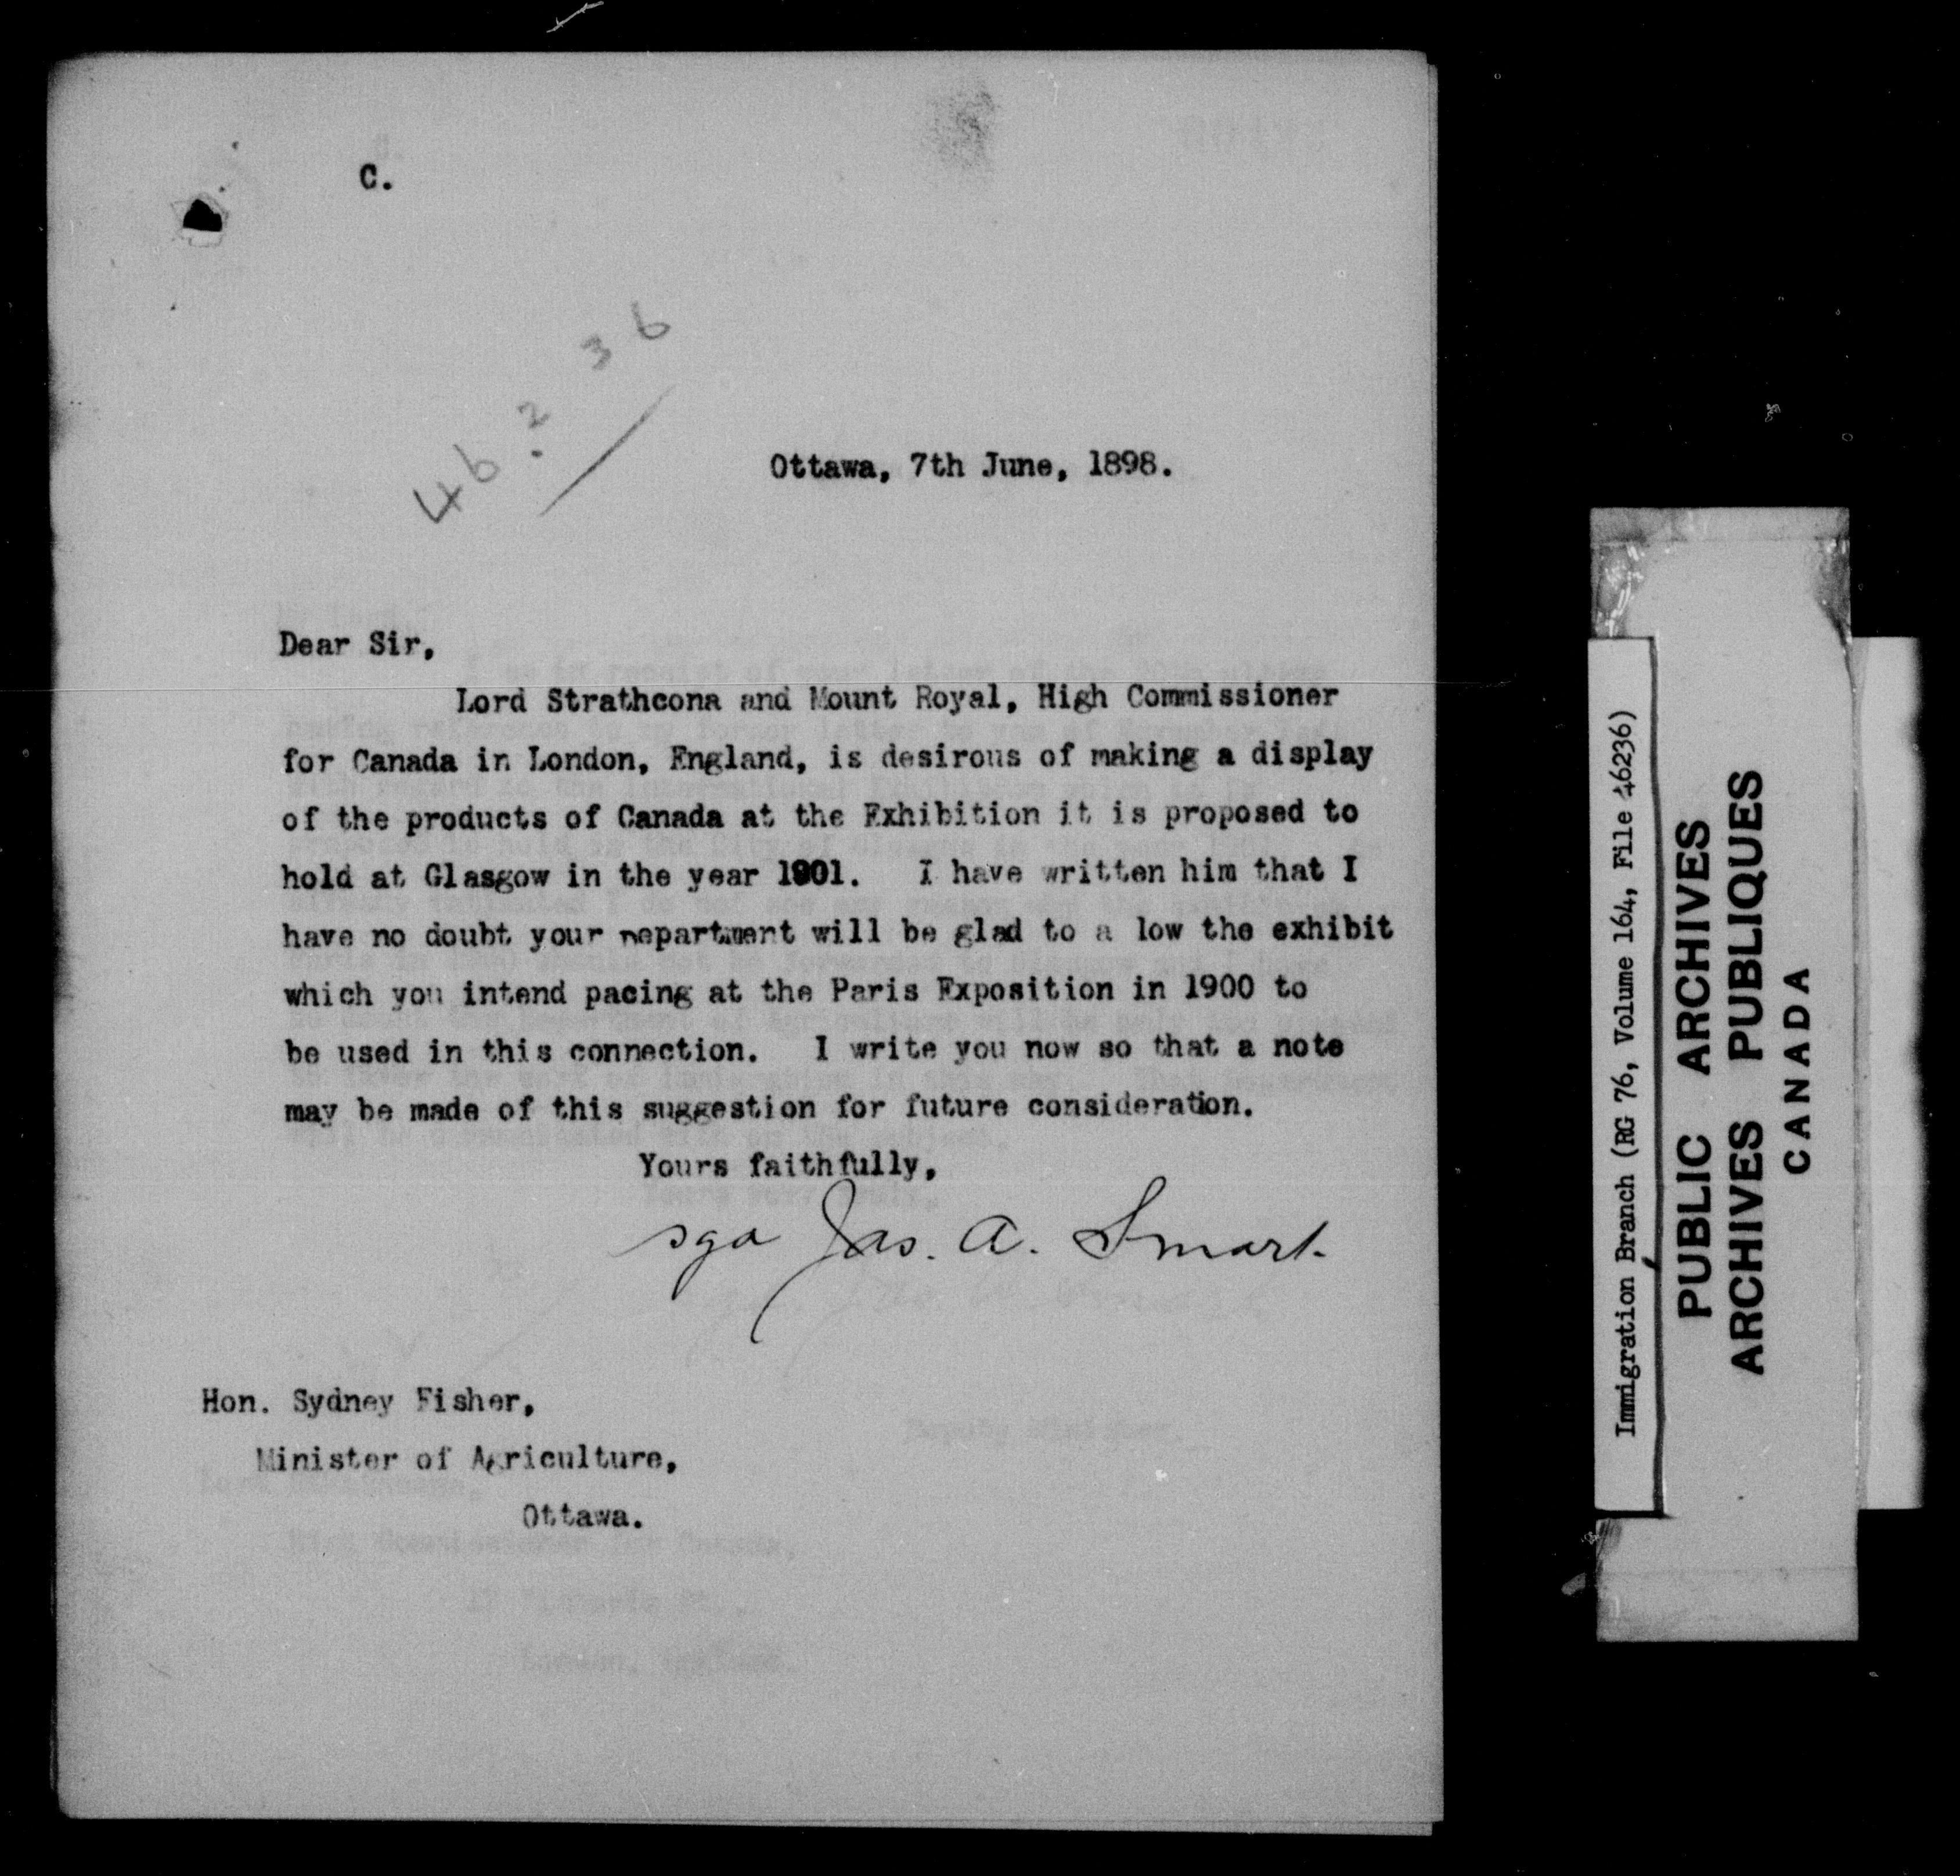 C.
46.236
Ottawa, 7th June, 1898.
Dear Sir,
Lord Strathcona and Mount Royal, High Commissioner
for Canada in London, England, is desirous of making a display
of the products of Canada at the Exhibition it is proposed to
hold at Glasgow in the year 1901. I have written him that I
have no doubt your Department will be glad to a low the exhibit
which you intend pacing at the Paris Exposition in 1900 to
be used in this connection. I write you now so that a note
may be made of this suggestion for future consideration.
Yours faithfully,
sgd Jas. A. Smart.
Hon. Sydney Fisher,
Minister of Agriculture,
Ottawa.
Immigration Branch (RG 76, Volume 164, File 46236)
PUBLIC ARCHIVES
ARCHIVES PUBLIQUES
CANADA